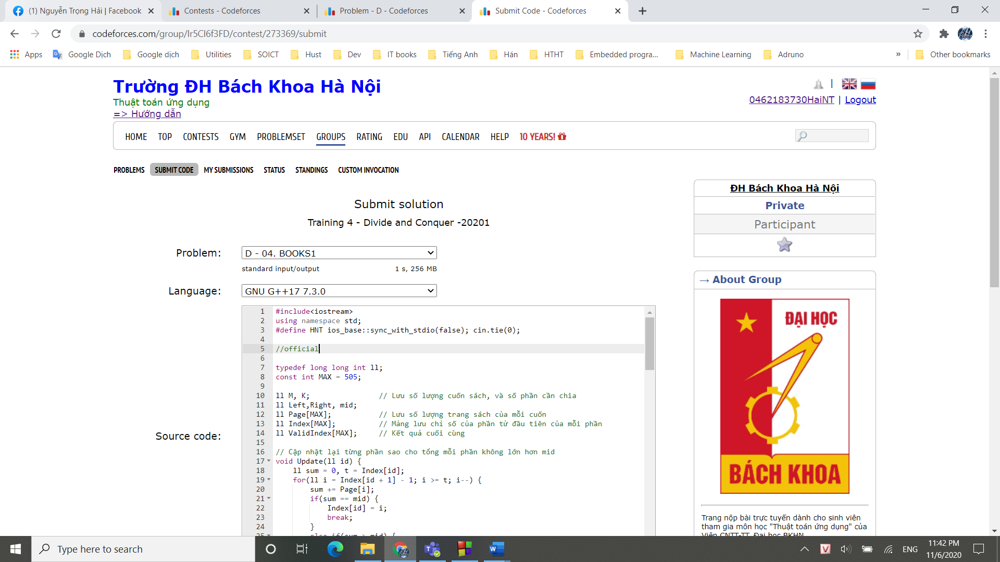 (1) Nguyễn Trọng Hải | Facebook
Contests - Codeforces
Problem - D - Codeforces
Submit Code - Codeforces
codeforces.com/group/Ir5CI6f3FD/contest/273369/submit
Apps Google Dịch Google dịch Utilities SOICT Hust Dev IT books Tiếng Anh Hán HTHT Embedded progra... Machine Learning Adruno » Other bookmarks
Trường ĐH Bách Khoa Hà Nội
Thuật toán ứng dụng
=> Hướng dẫn
|
0462183730HaiNT | Logout
HOME TOP CONTESTS GYM PROBLEMSET GROUPS RATING EDU API CALENDAR HELP 10 YEARS!
PROBLEMS SUBMIT CODE MY SUBMISSIONS STATUS STANDINGS CUSTOM INVOCATION
Submit solution
Training 4 - Divide and Conquer -20201
Problem: D - 04. BOOKS1
standard input/output 1 s, 256 MB
Language: GNU G++17 7.3.0
Source code:
1 #include<iostream>
2 using namespace std;
3 #define HNT ios_base::sync_with_stdio(false); cin.tie(0);
4
5 //official
6
7 typedef long long int ll;
8 const int MAX = 505;
9
10 ll M, K; // Lưu số lượng cuốn sách, và số phần cần chia
11 ll Left,Right, mid;
12 ll Page[MAX]; // Lưu số lượng trang sách của mỗi cuốn
13 ll Index[MAX]; // Mảng lưu chỉ số của phần tử đầu tiên của mỗi phần
14 ll ValidIndex[MAX]; // Kết quả cuối cùng
15
16 // Cập nhật lại từng phần sao cho tổng mỗi phần không lớn hơn mid
17 void Update(ll id) {
18 ll sum = 0, t = Index[id];
19 for(ll i = Index[id + 1] - 1; i >= t; i--) {
20 sum += Page[i];
21 if(sum == mid) {
22 Index[id] = i;
23 break;
24 }
25 else if(sum > mid) {
ĐH Bách Khoa Hà Nội
Private
Participant
→ About Group
ĐẠI HỌC
BÁCH KHOA
Trang nộp bài trực tuyến dành cho sinh viên
tham gia môn học "Thuật toán ứng dụng" của
Viện CNTT-TT, Đại học BKHN
Type here to search
ENG
11:42 PM
11/6/2020